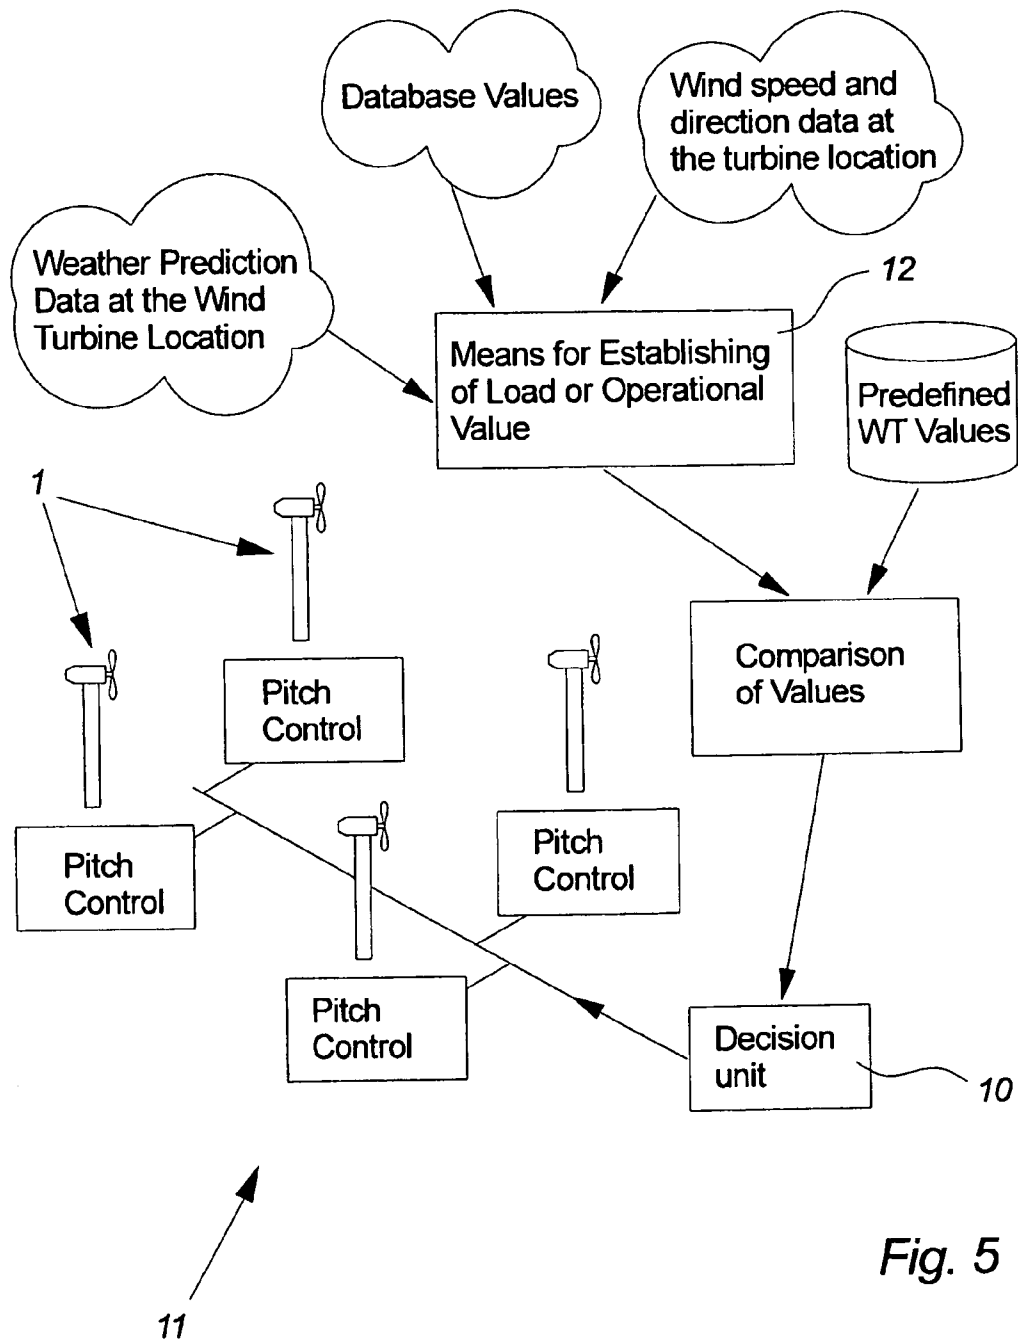 Database Values
Wind speed and
direction data at
the turbine location
Weather Prediction
Data at the Wind
Turbine Location
12
Means for Establishing
of Load or Operational
Value
Predefined
WT Values
1
Comparison
of Values
Pitch
Control
Pitch
Control
Pitch
Control
Pitch
Control
Decision
unit
10
11
Fig. 5